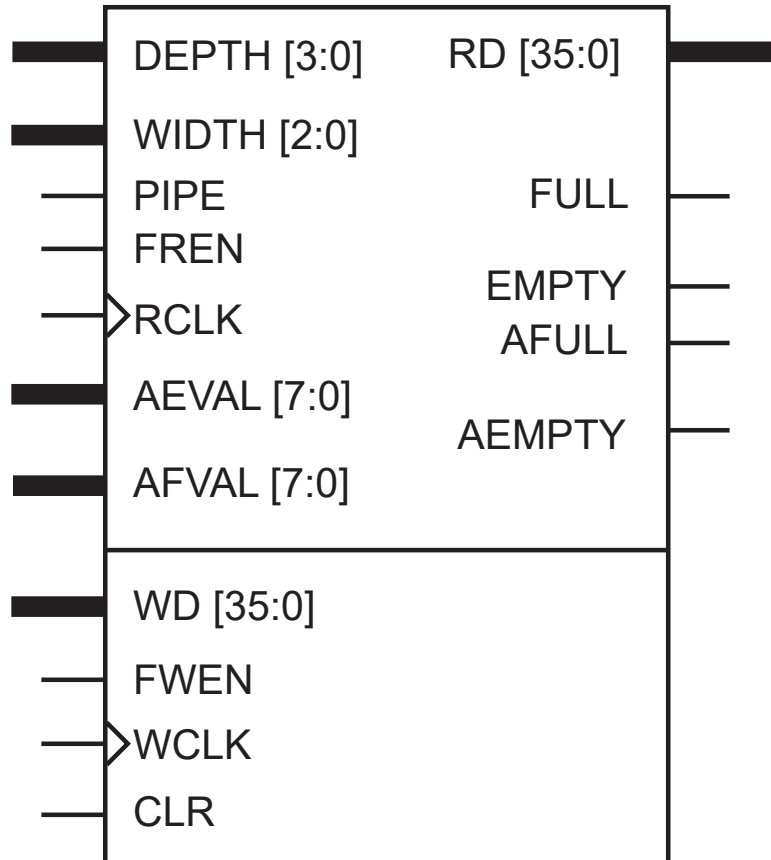 DEPTH [3:0] RD [35:0]
WIDTH [2:0]
PIPE FULL
FREN
EMPTY
RCLK
AFULL
AEVAL [7:0]
AEMPTY
AFVAL [7:0]
WD [35:0]
FWEN
WCLK
CLR